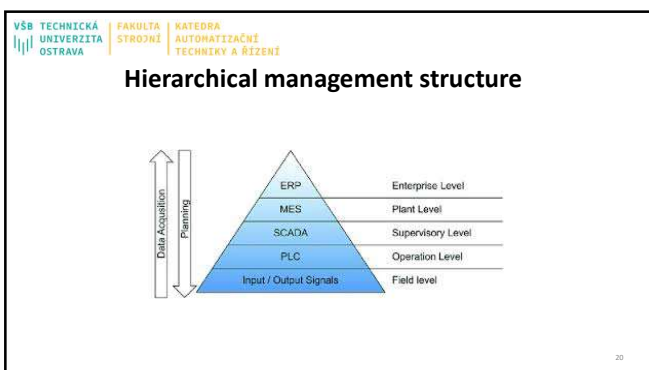 VŠB TECHNICKÁ
UNIVERZITA
OSTRAVA
FAKULTA
STROJNÍ
KATEDRA
AUTOMATIZAČNÍ
TECHNIKY A ŘÍZENÍ
Hierarchical management structure
Data Acqusition
Planning
ERP Enterprise Level
MES Plant Level
SCADA Supervisory Level
PLC Operation Level
Input / Output Signals Field level
20